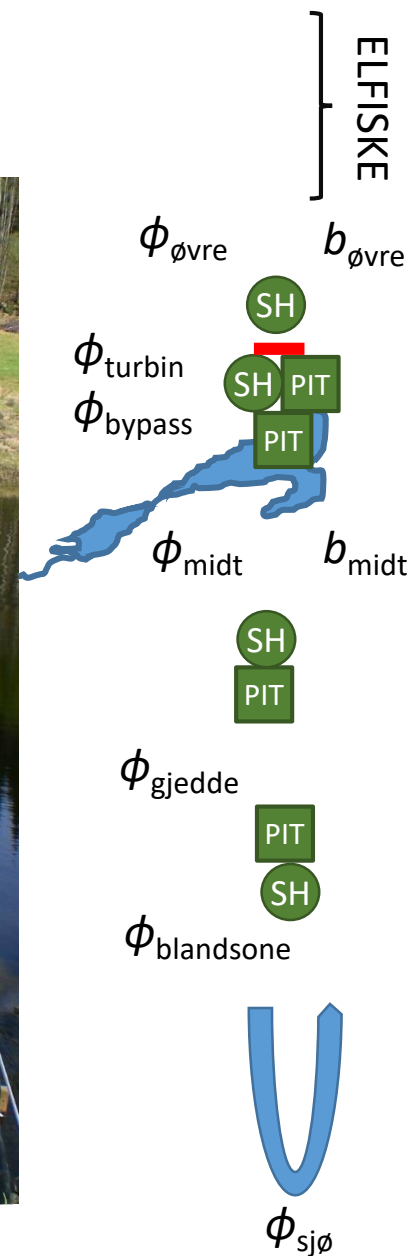 ELFISKE
ϕøvre bøvre
SH
ϕturbin SH PIT
ϕbypass PIT
ϕmidt bmidt
SH
PIT
ϕgjedde
PIT
SH
ϕblandsone
ϕsjø